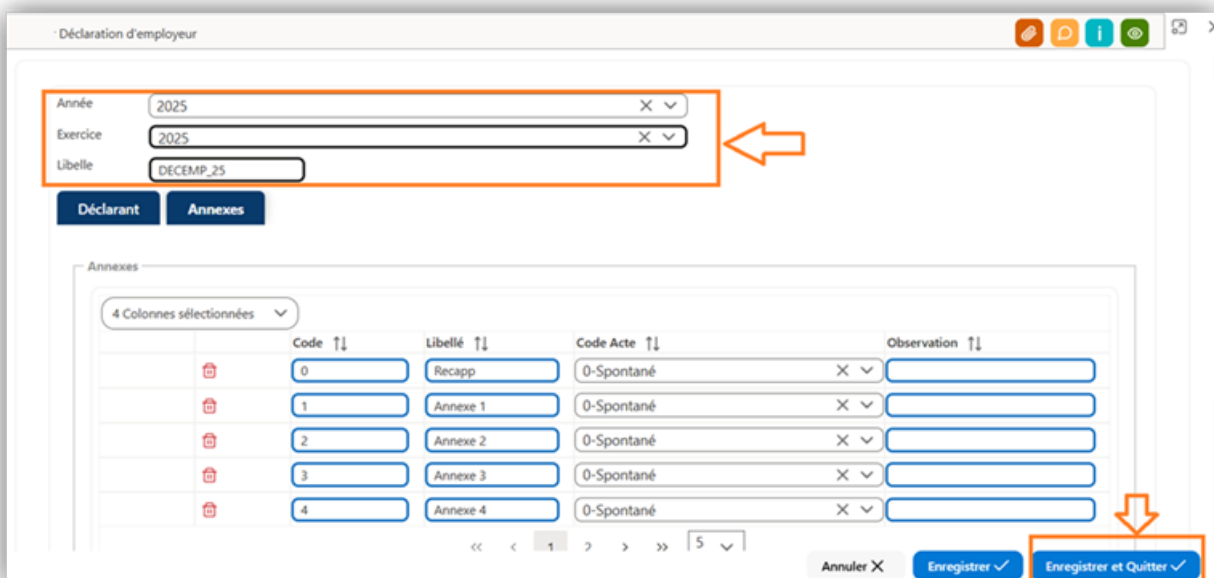 Déclaration d'employeur
Année 2025
Exercice 2025
Libelle DECEMP_25
Déclarant Annexes
Annexes
4 Colonnes sélectionnées
Code Libellé Code Acte Observation
0 Recapp 0-Spontané
1 Annexe 1 0-Spontané
2 Annexe 2 0-Spontané
3 Annexe 3 0-Spontané
4 Annexe 4 0-Spontané
<< < 1 2 > >> 5
Annuler Enregistrer Enregistrer et Quitter